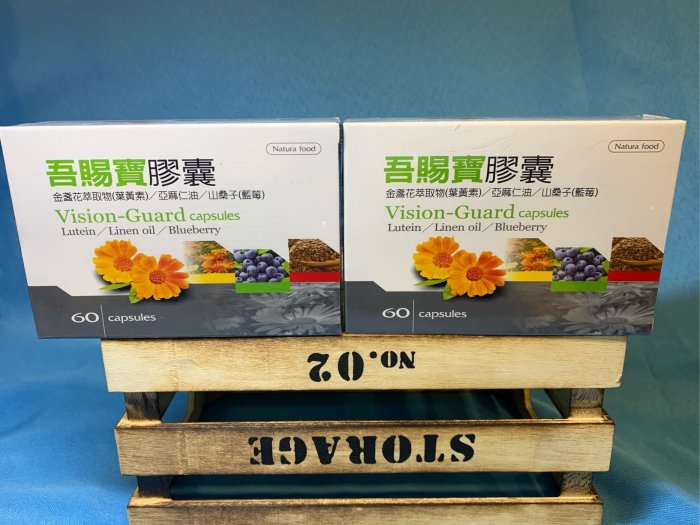 Natura food
吾賜寶膠囊
金盞花萃取物(葉黃素)／亞麻仁油／山桑子(藍莓)
Vision-Guard capsules
Lutein／Linen oil／Blueberry
60 capsules
Natura food
吾賜寶膠囊
金盞花萃取物(葉黃素)／亞麻仁油／山桑子(藍莓)
Vision-Guard capsules
Lutein／Linen oil／Blueberry
60 capsules
No.02
STORAGE